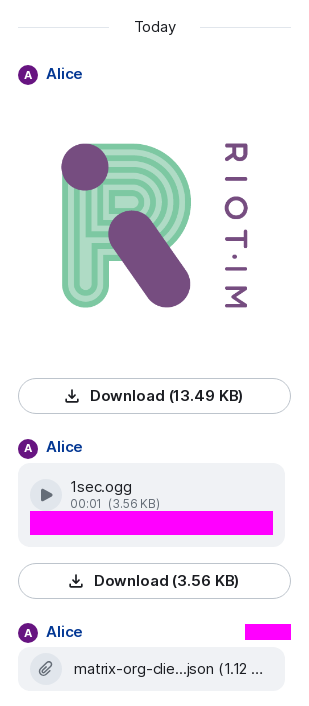 Today
A Alice
RIOT·IM
Download (13.49 KB)
A Alice
1sec.ogg
00:01 (3.56 KB)
Download (3.56 KB)
A Alice
matrix-org-clie...json (1.12 ...